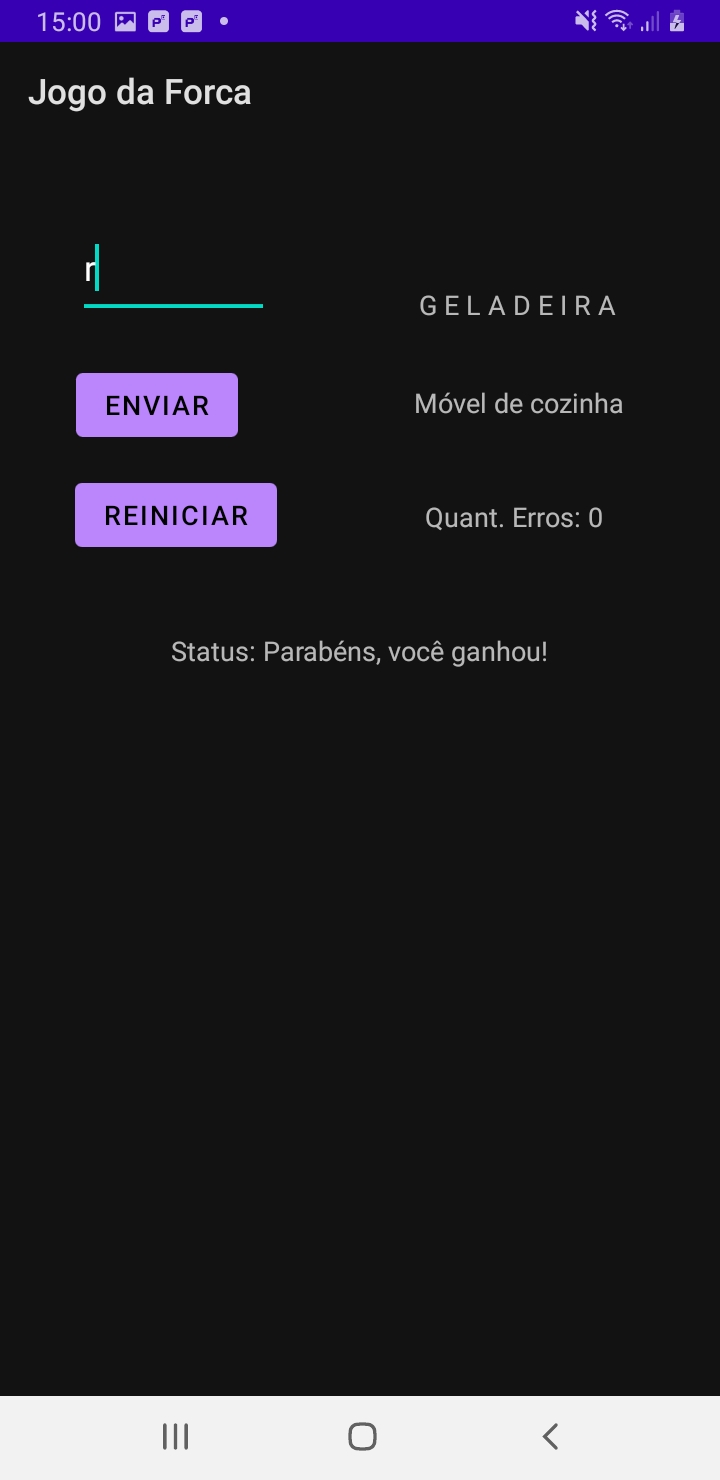 15:00
Jogo da Forca
r
G E L A D E I R A
ENVIAR
Móvel de cozinha
REINICIAR
Quant. Erros: 0
Status: Parabéns, você ganhou!